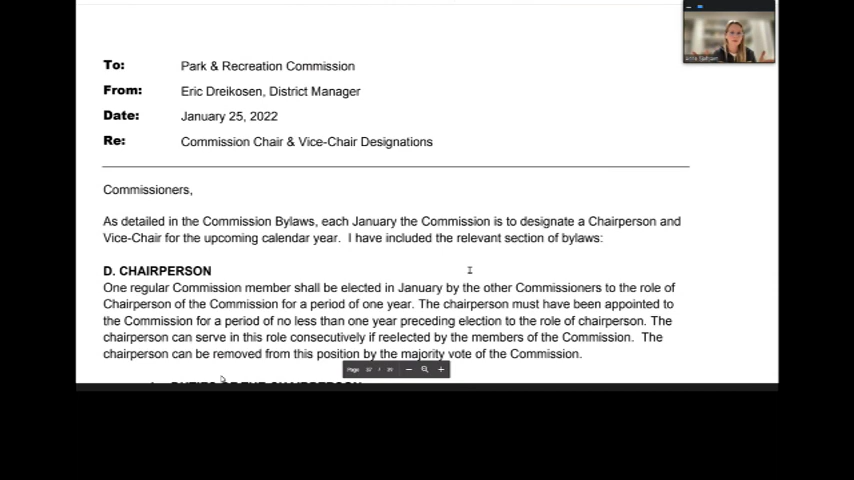 To: Park & Recreation Commission
From: Eric Dreikosen, District Manager
Date: January 25, 2022
Re: Commission Chair & Vice-Chair Designations
Commissioners,
As detailed in the Commission Bylaws, each January the Commission is to designate a Chairperson and
Vice-Chair for the upcoming calendar year. I have included the relevant section of bylaws:
D. CHAIRPERSON
One regular Commission member shall be elected in January by the other Commissioners to the role of
Chairperson of the Commission for a period of one year. The chairperson must have been appointed to
the Commission for a period of no less than one year preceding election to the role of chairperson. The
chairperson can serve in this role consecutively if reelected by the members of the Commission. The
chairperson can be removed from this position by the majority vote of the Commission.
Page
DUTIES OF THE CHAIRPERSON